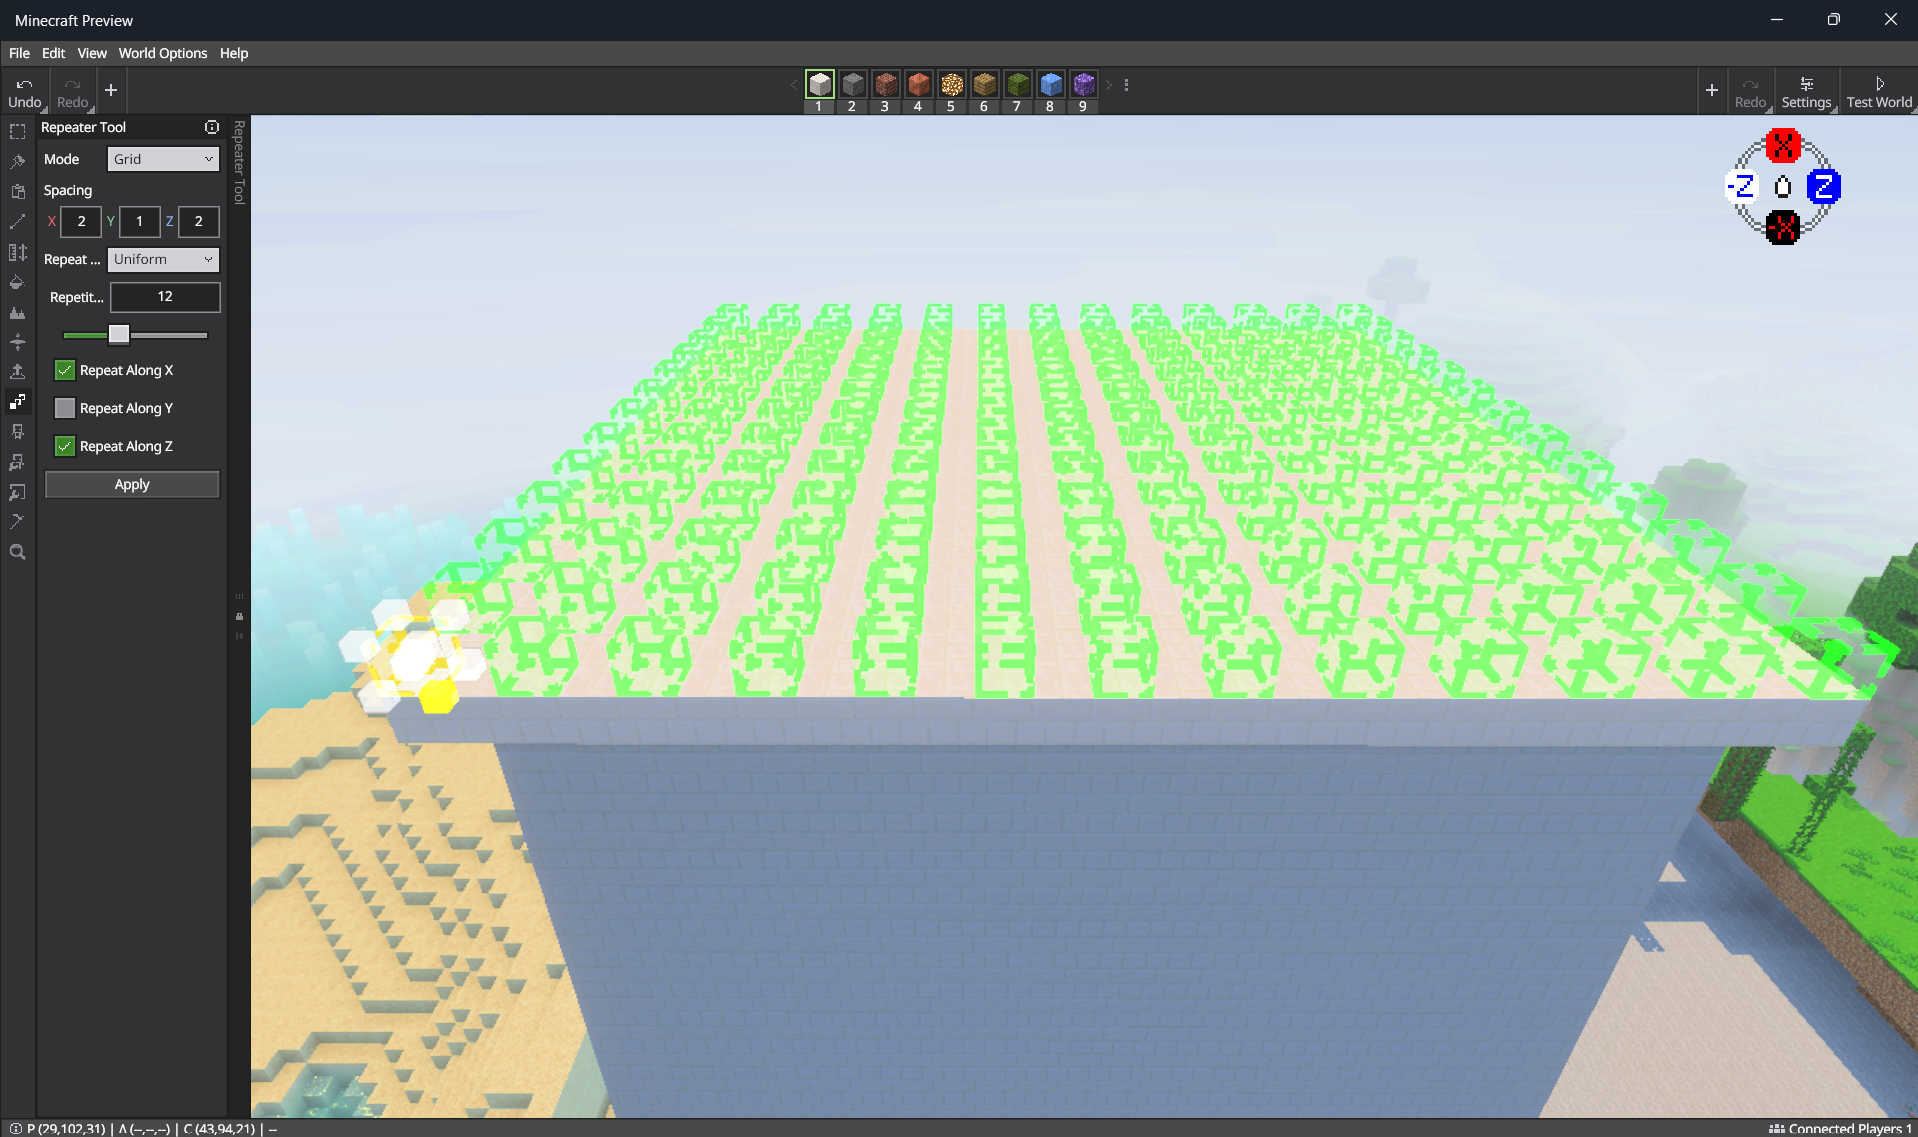 Minecraft Preview
File Edit View World Options Help
Undo Redo + 1 2 3 4 5 6 7 8 9 + Redo Settings Test World
Repeater Tool
Repeater Tool
Mode Grid
Spacing
X 2 Y 1 Z 2
Repeat ... Uniform
Repetit... 12
Repeat Along X
Repeat Along Y
Repeat Along Z
Apply
X
-Z Z
-X
P (29,102,31) | A (--,--,--) | C (43,94,21) | --
Connected Players 1